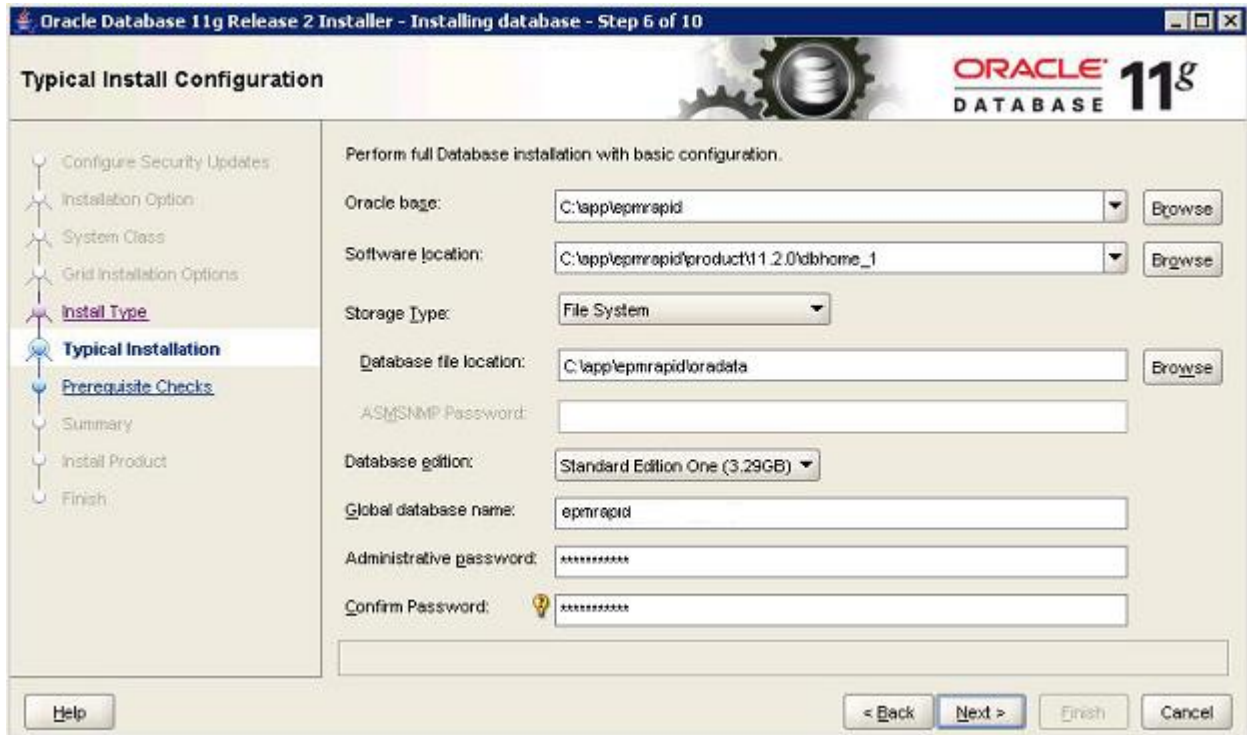 Oracle Database 11g Release 2 Installer - Installing database - Step 6 of 10
Typical Install Configuration
ORACLE
DATABASE
11g
Configure Security Updates
Installation Option
System Class
Grid Installation Options
Install Type
Typical Installation
Prerequisite Checks
Summary
Install Product
Finish
Perform full Database installation with basic configuration.
Oracle base: C:\app\epmrapid Browse
Software location: C:\app\epmrapid\product\11.2.0\dbhome_1 Browse
Storage Type: File System
Database file location: C:\app\epmrapid\oradata Browse
ASMSNMP Password:
Database edition: Standard Edition One (3.29GB)
Global database name: epmrapid
Administrative password: ***********
Confirm Password: ***********
Help < Back Next > Finish Cancel